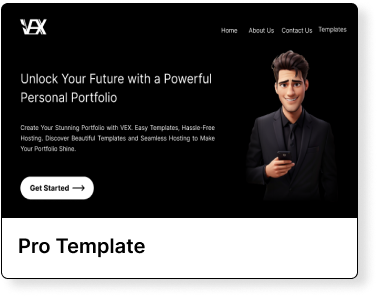 VEX
Home About Us Contact Us Templates
Unlock Your Future with a Powerful
Personal Portfolio
Create Your Stunning Portfolio with VEX. Easy Templates, Hassle-Free
Hosting. Discover Beautiful Templates and Seamless Hosting to Make
Your Portfolio Shine.
Get Started
Pro Template